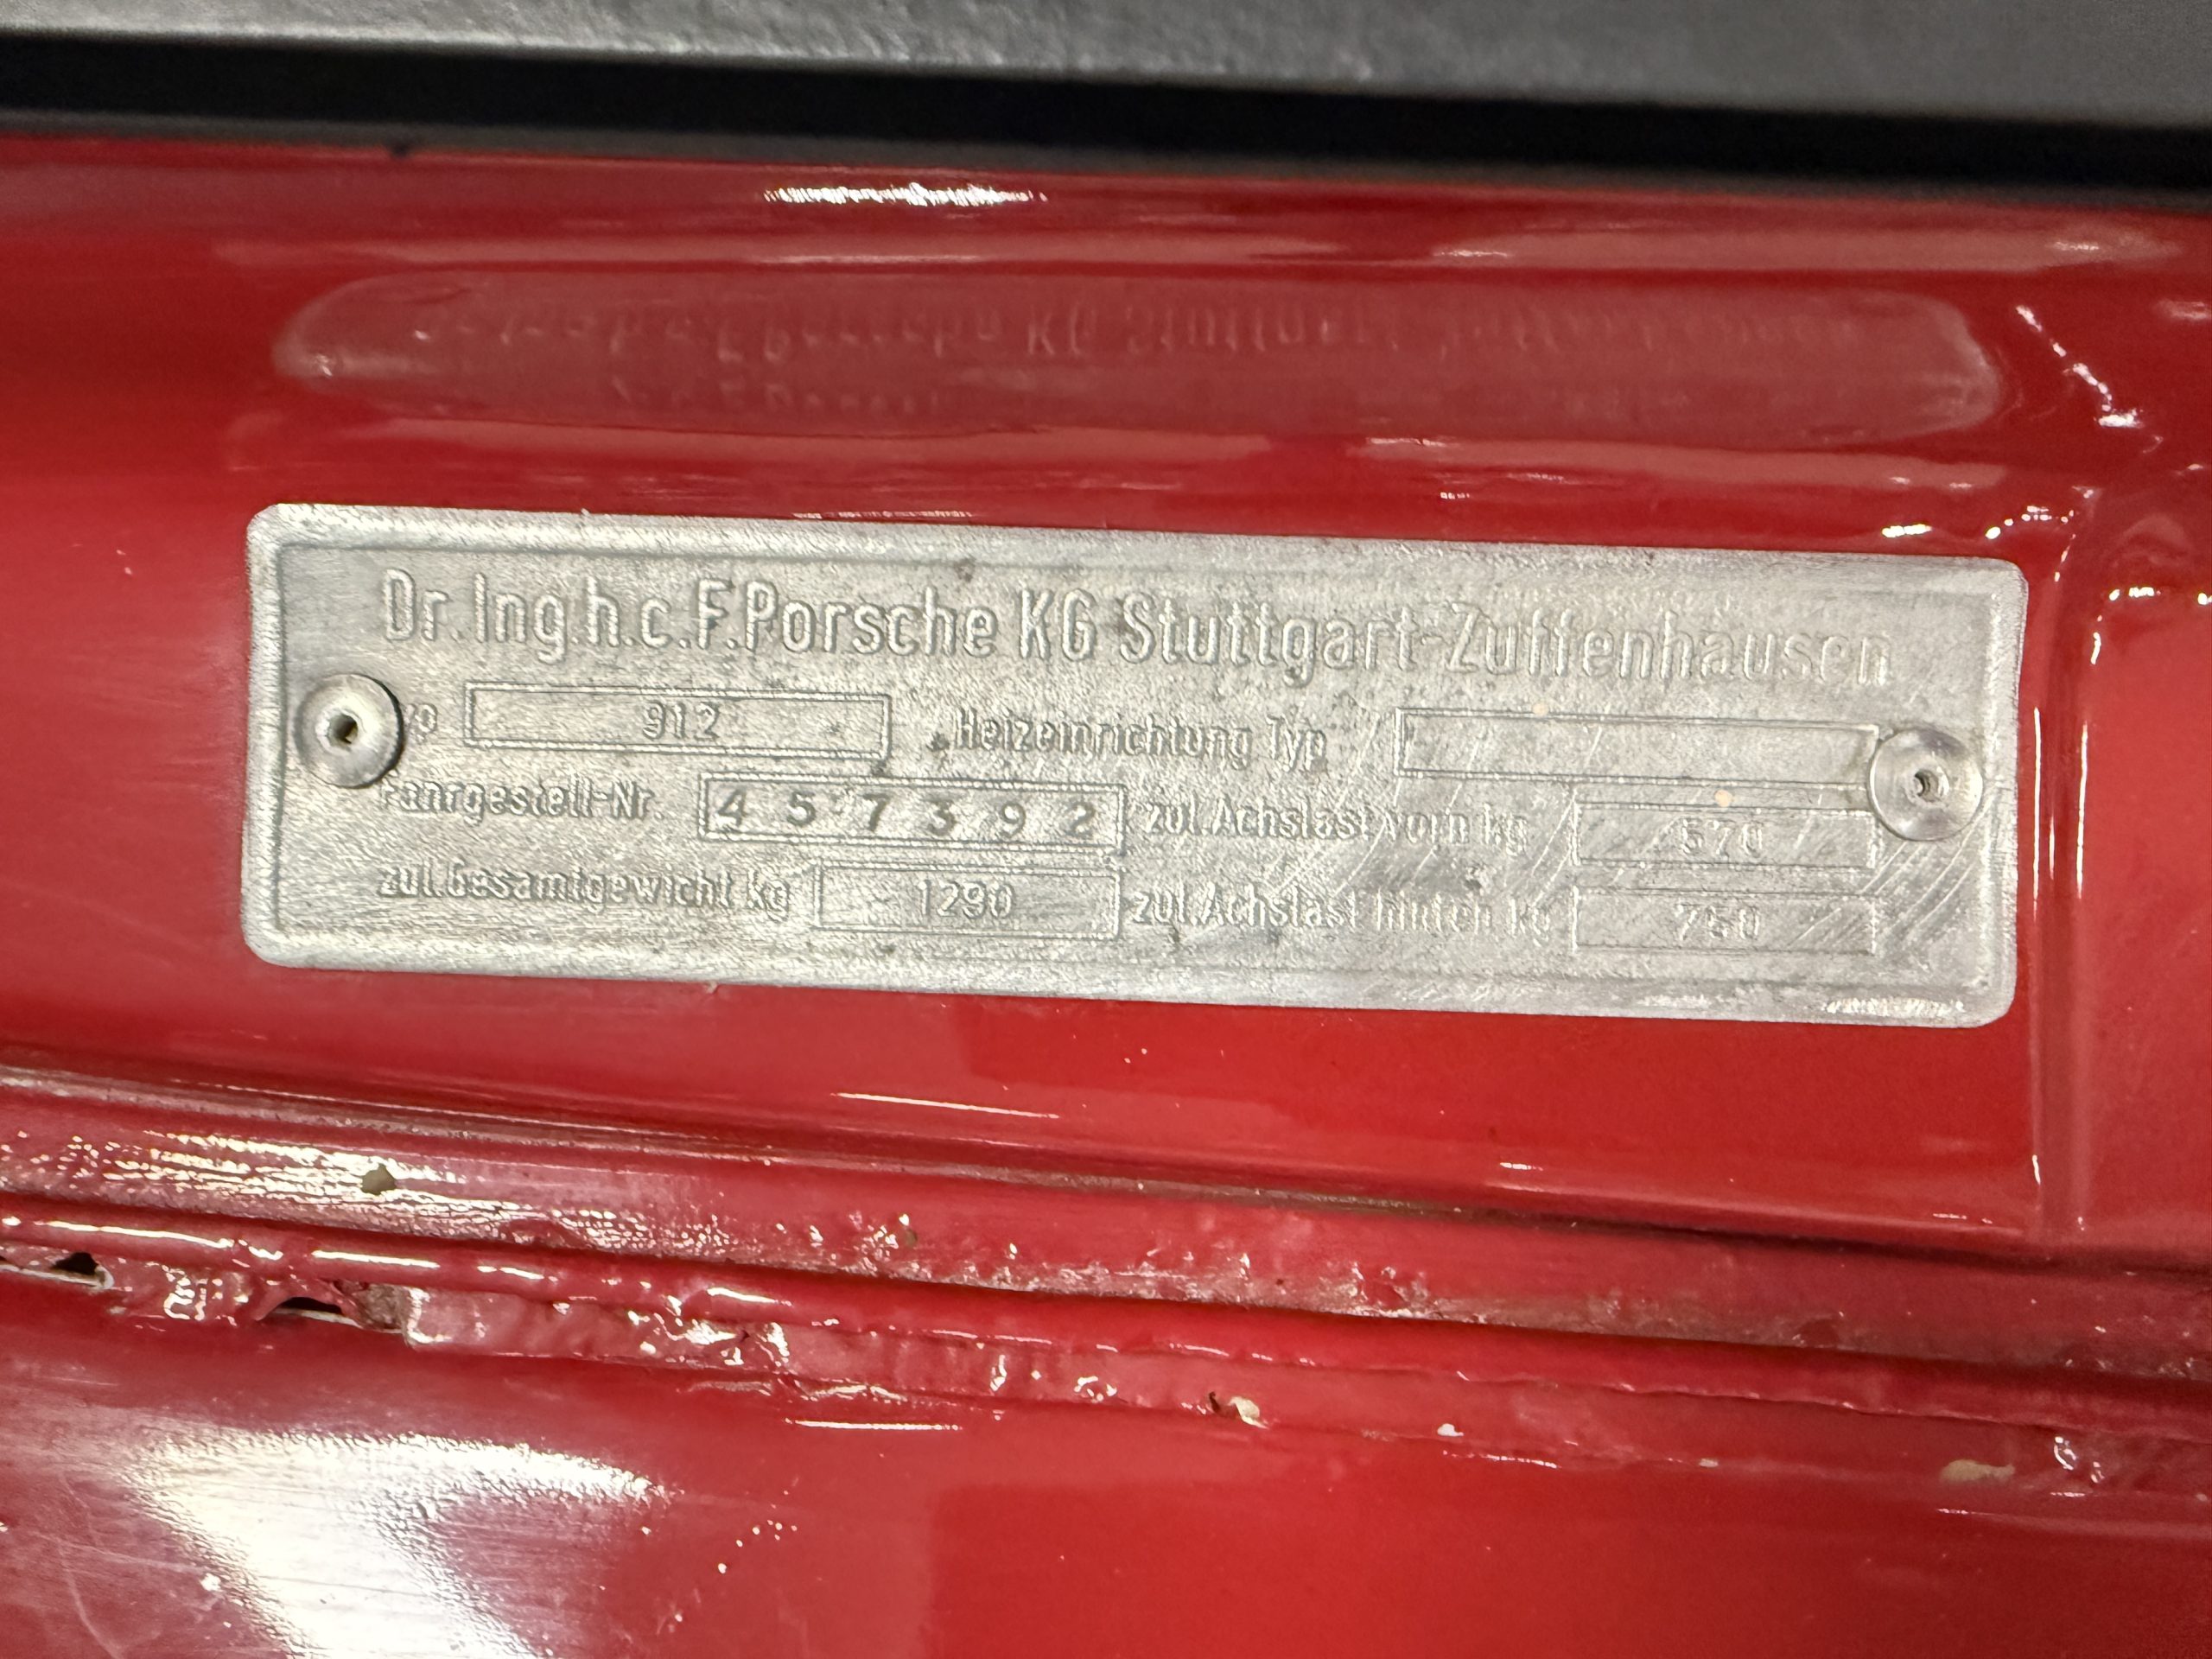 Dr. Ing.h.c.F.Porsche KG Stuttgart-Zuffenhausen
yp 912 Heizeinrichtung Typ
Fahrgestell-Nr. 457392 zul.Achslast vorn kg 570
zul.Gesamtgewicht kg 1290 zul.Achslast hinten kg 750